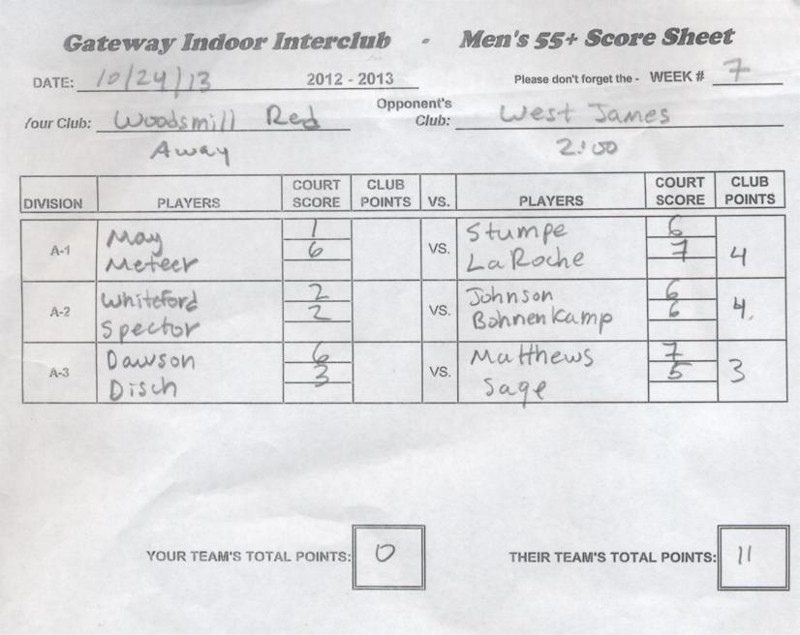 Gateway Indoor Interclub - Men's 55+ Score Sheet
DATE: 10/24/13 2012 - 2013 Please don't forget the - WEEK # 7
Your Club: Woodsmill Red Opponent's Club: West James
Away 2:00
DIVISION PLAYERS COURT SCORE CLUB POINTS VS. PLAYERS COURT SCORE CLUB POINTS
May 1 Stumpe 6
A-1 6 VS. 7 4
Meteer LaRoche
Whiteford 2 Johnson 6
A-2 2 VS. 6 4
Spector Bohnenkamp
Dawson 6 Matthews 7
A-3 3 VS. 5 3
Disch Sage
YOUR TEAM'S TOTAL POINTS: 0 THEIR TEAM'S TOTAL POINTS: 11